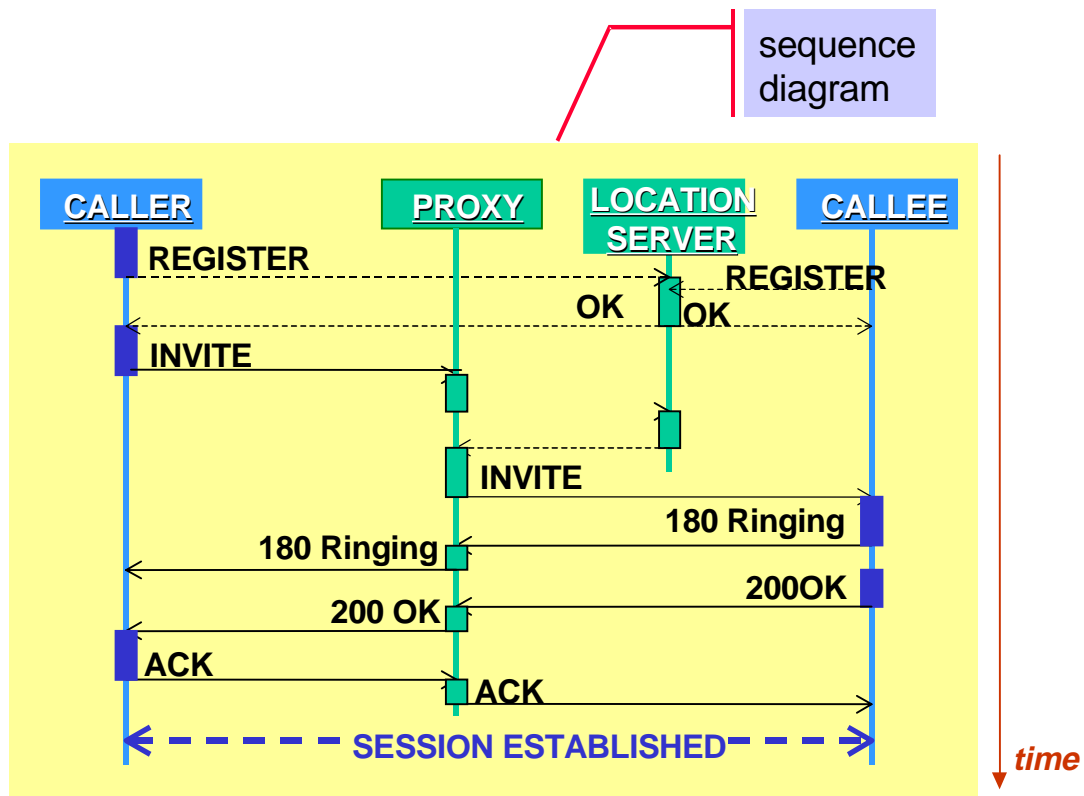 sequence
diagram
CALLER
PROXY
LOCATION
SERVER
CALLEE
REGISTER
REGISTER
OK
OK
INVITE
INVITE
180 Ringing
180 Ringing
200OK
200 OK
ACK
ACK
SESSION ESTABLISHED
time